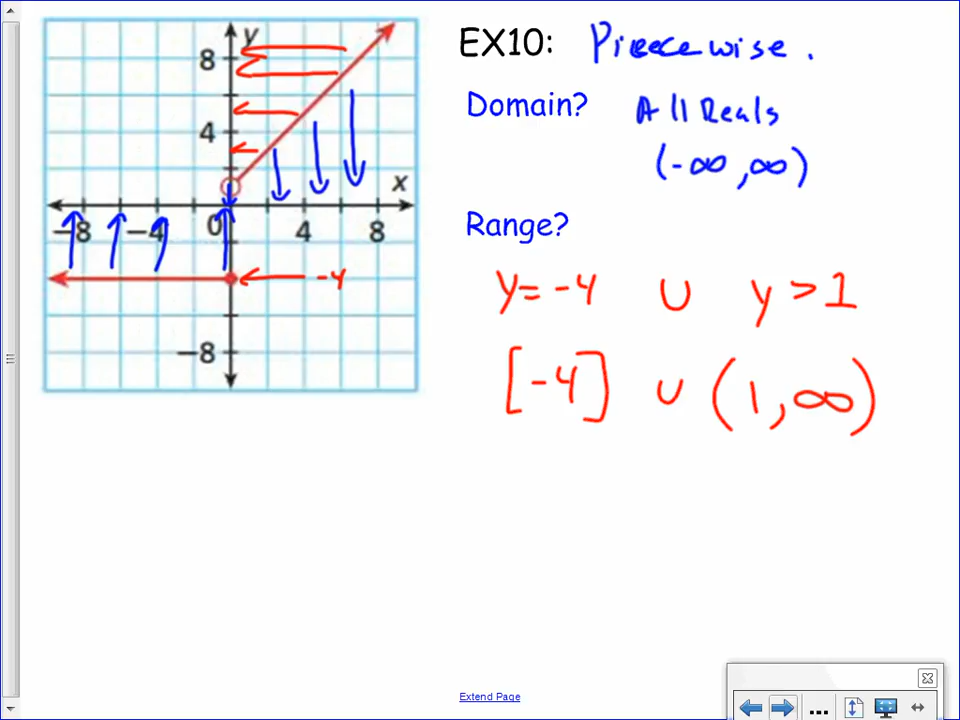 EX10: Pieecewise.
Domain? All Reals
(-∞,∞)
Range?
y=-4 ∪ y>1
[-4] ∪ (1,∞)
y
8
4
x
-8 -4 0 4 8
-4
-8
Extend Page
...